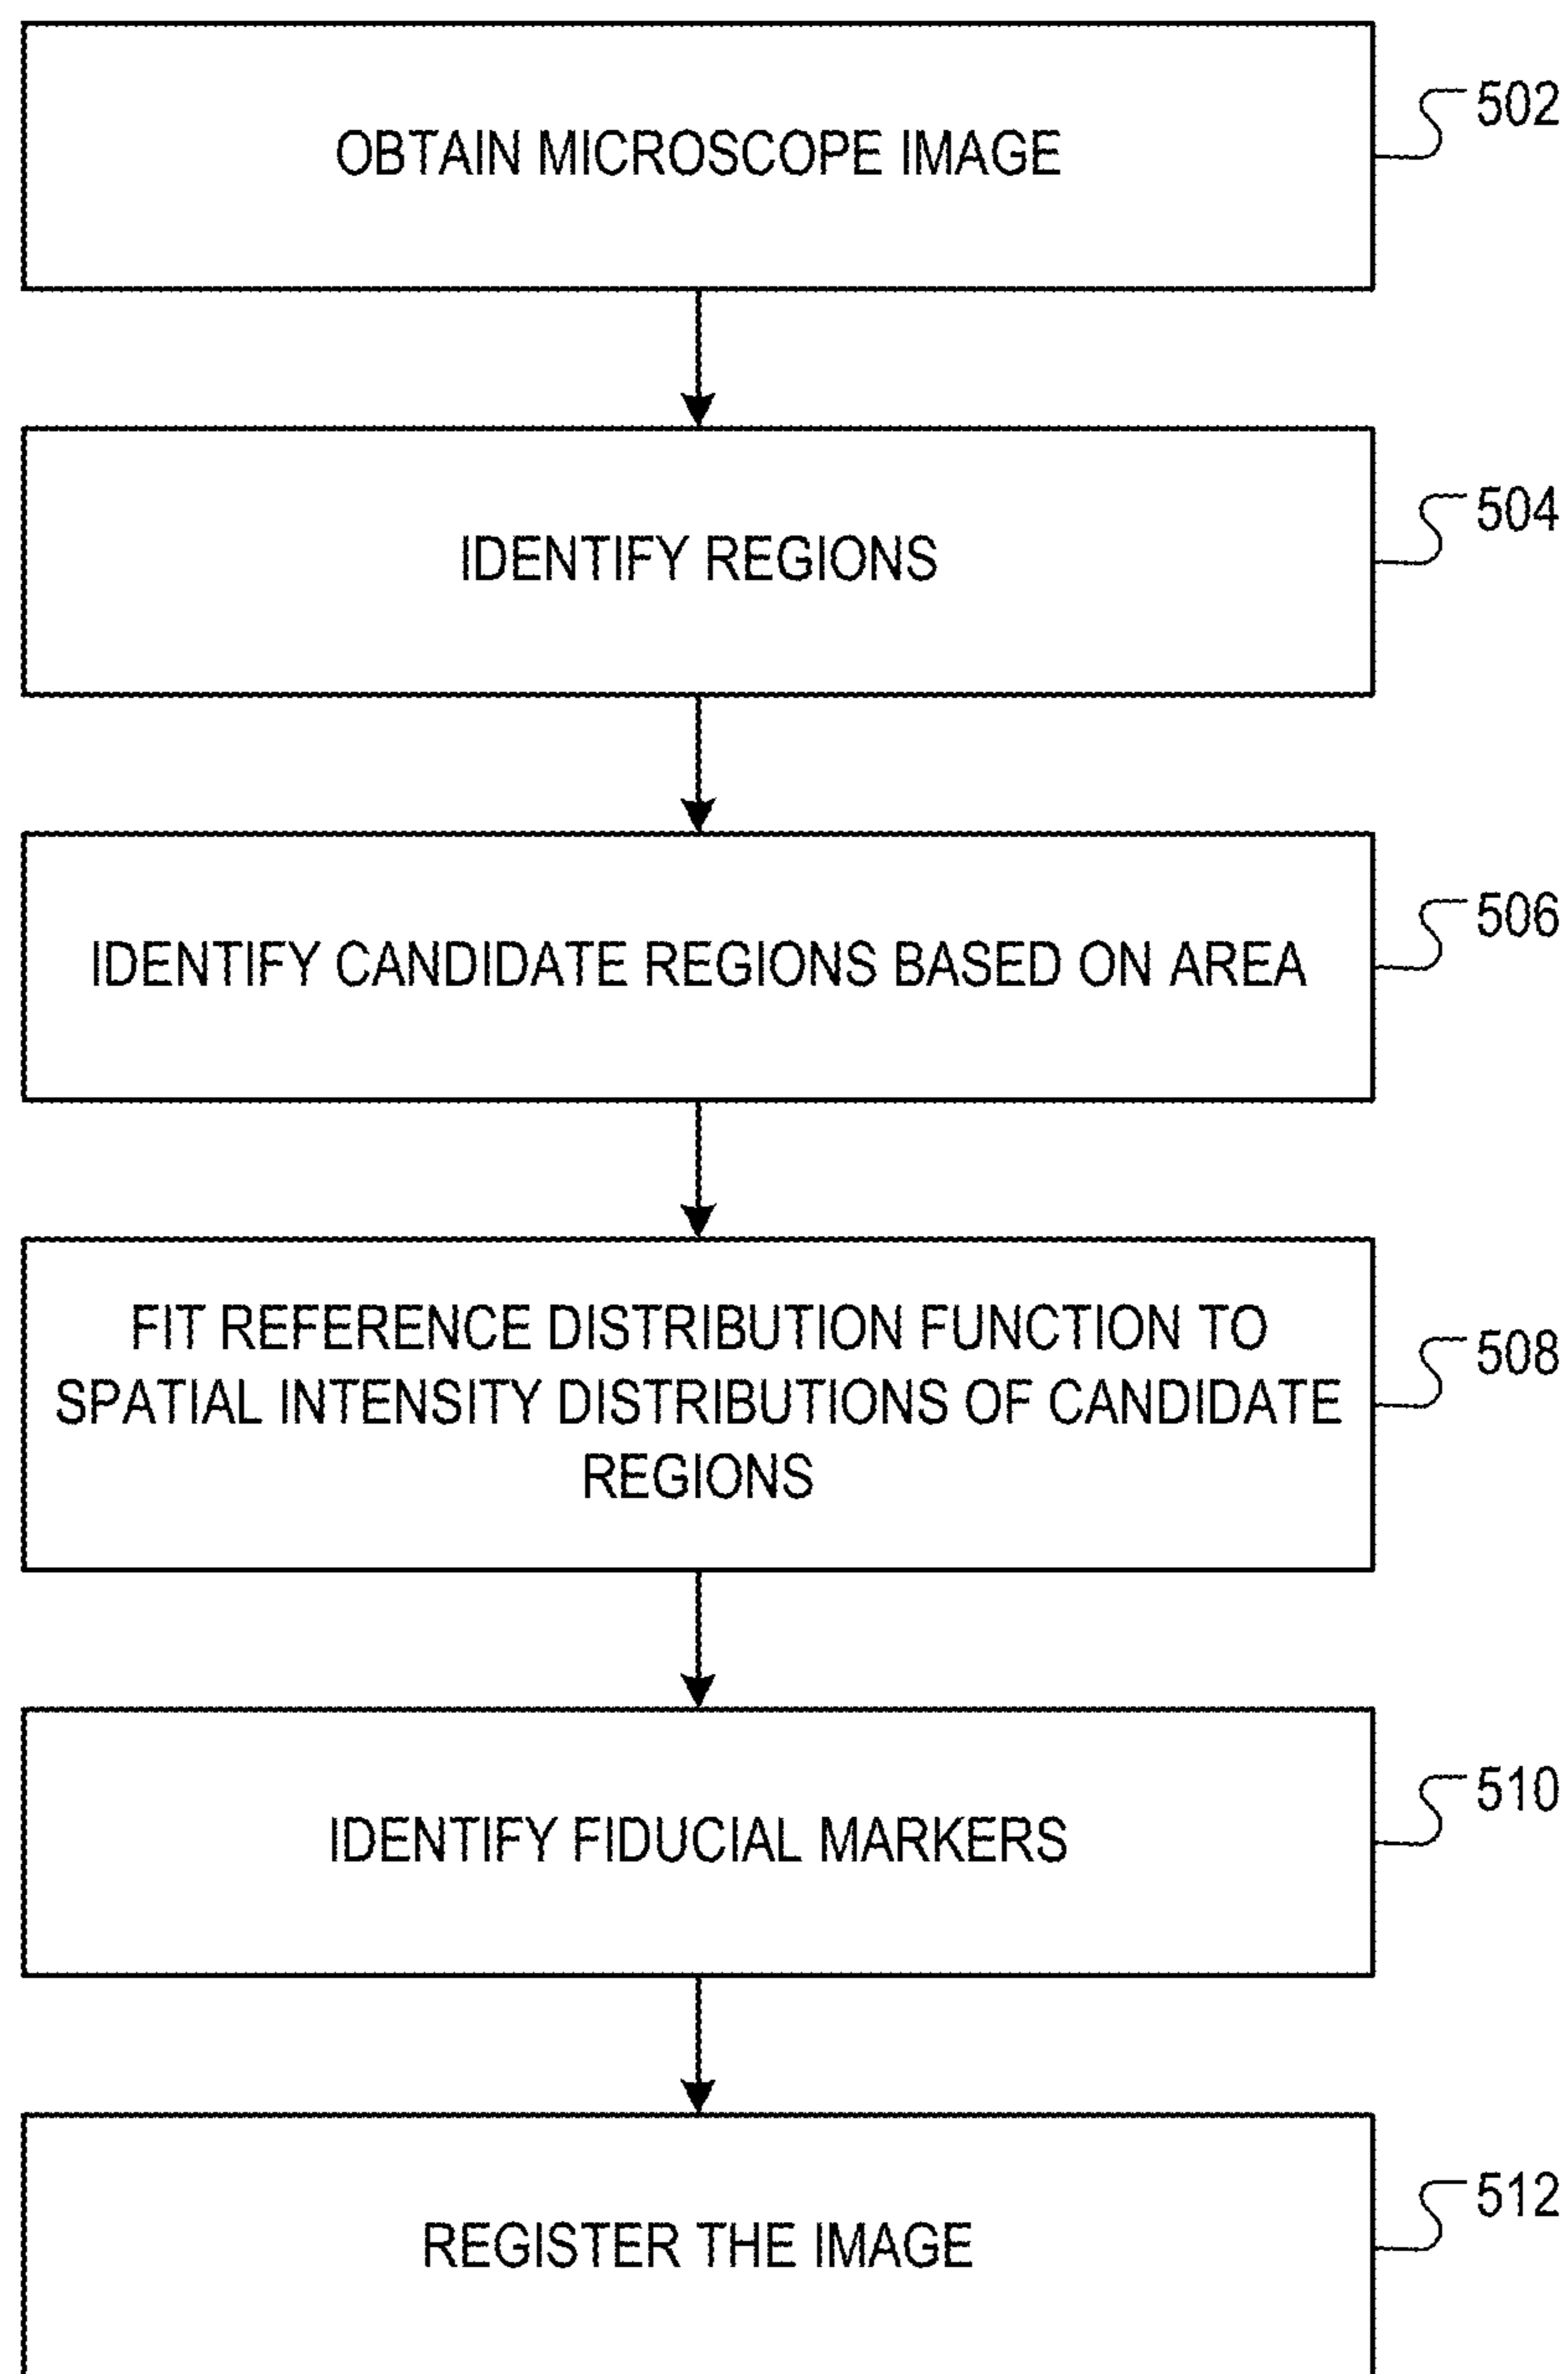 OBTAIN MICROSCOPE IMAGE
502
IDENTIFY REGIONS
504
IDENTIFY CANDIDATE REGIONS BASED ON AREA
506
FIT REFERENCE DISTRIBUTION FUNCTION TO
SPATIAL INTENSITY DISTRIBUTIONS OF CANDIDATE
REGIONS
508
IDENTIFY FIDUCIAL MARKERS
510
REGISTER THE IMAGE
512